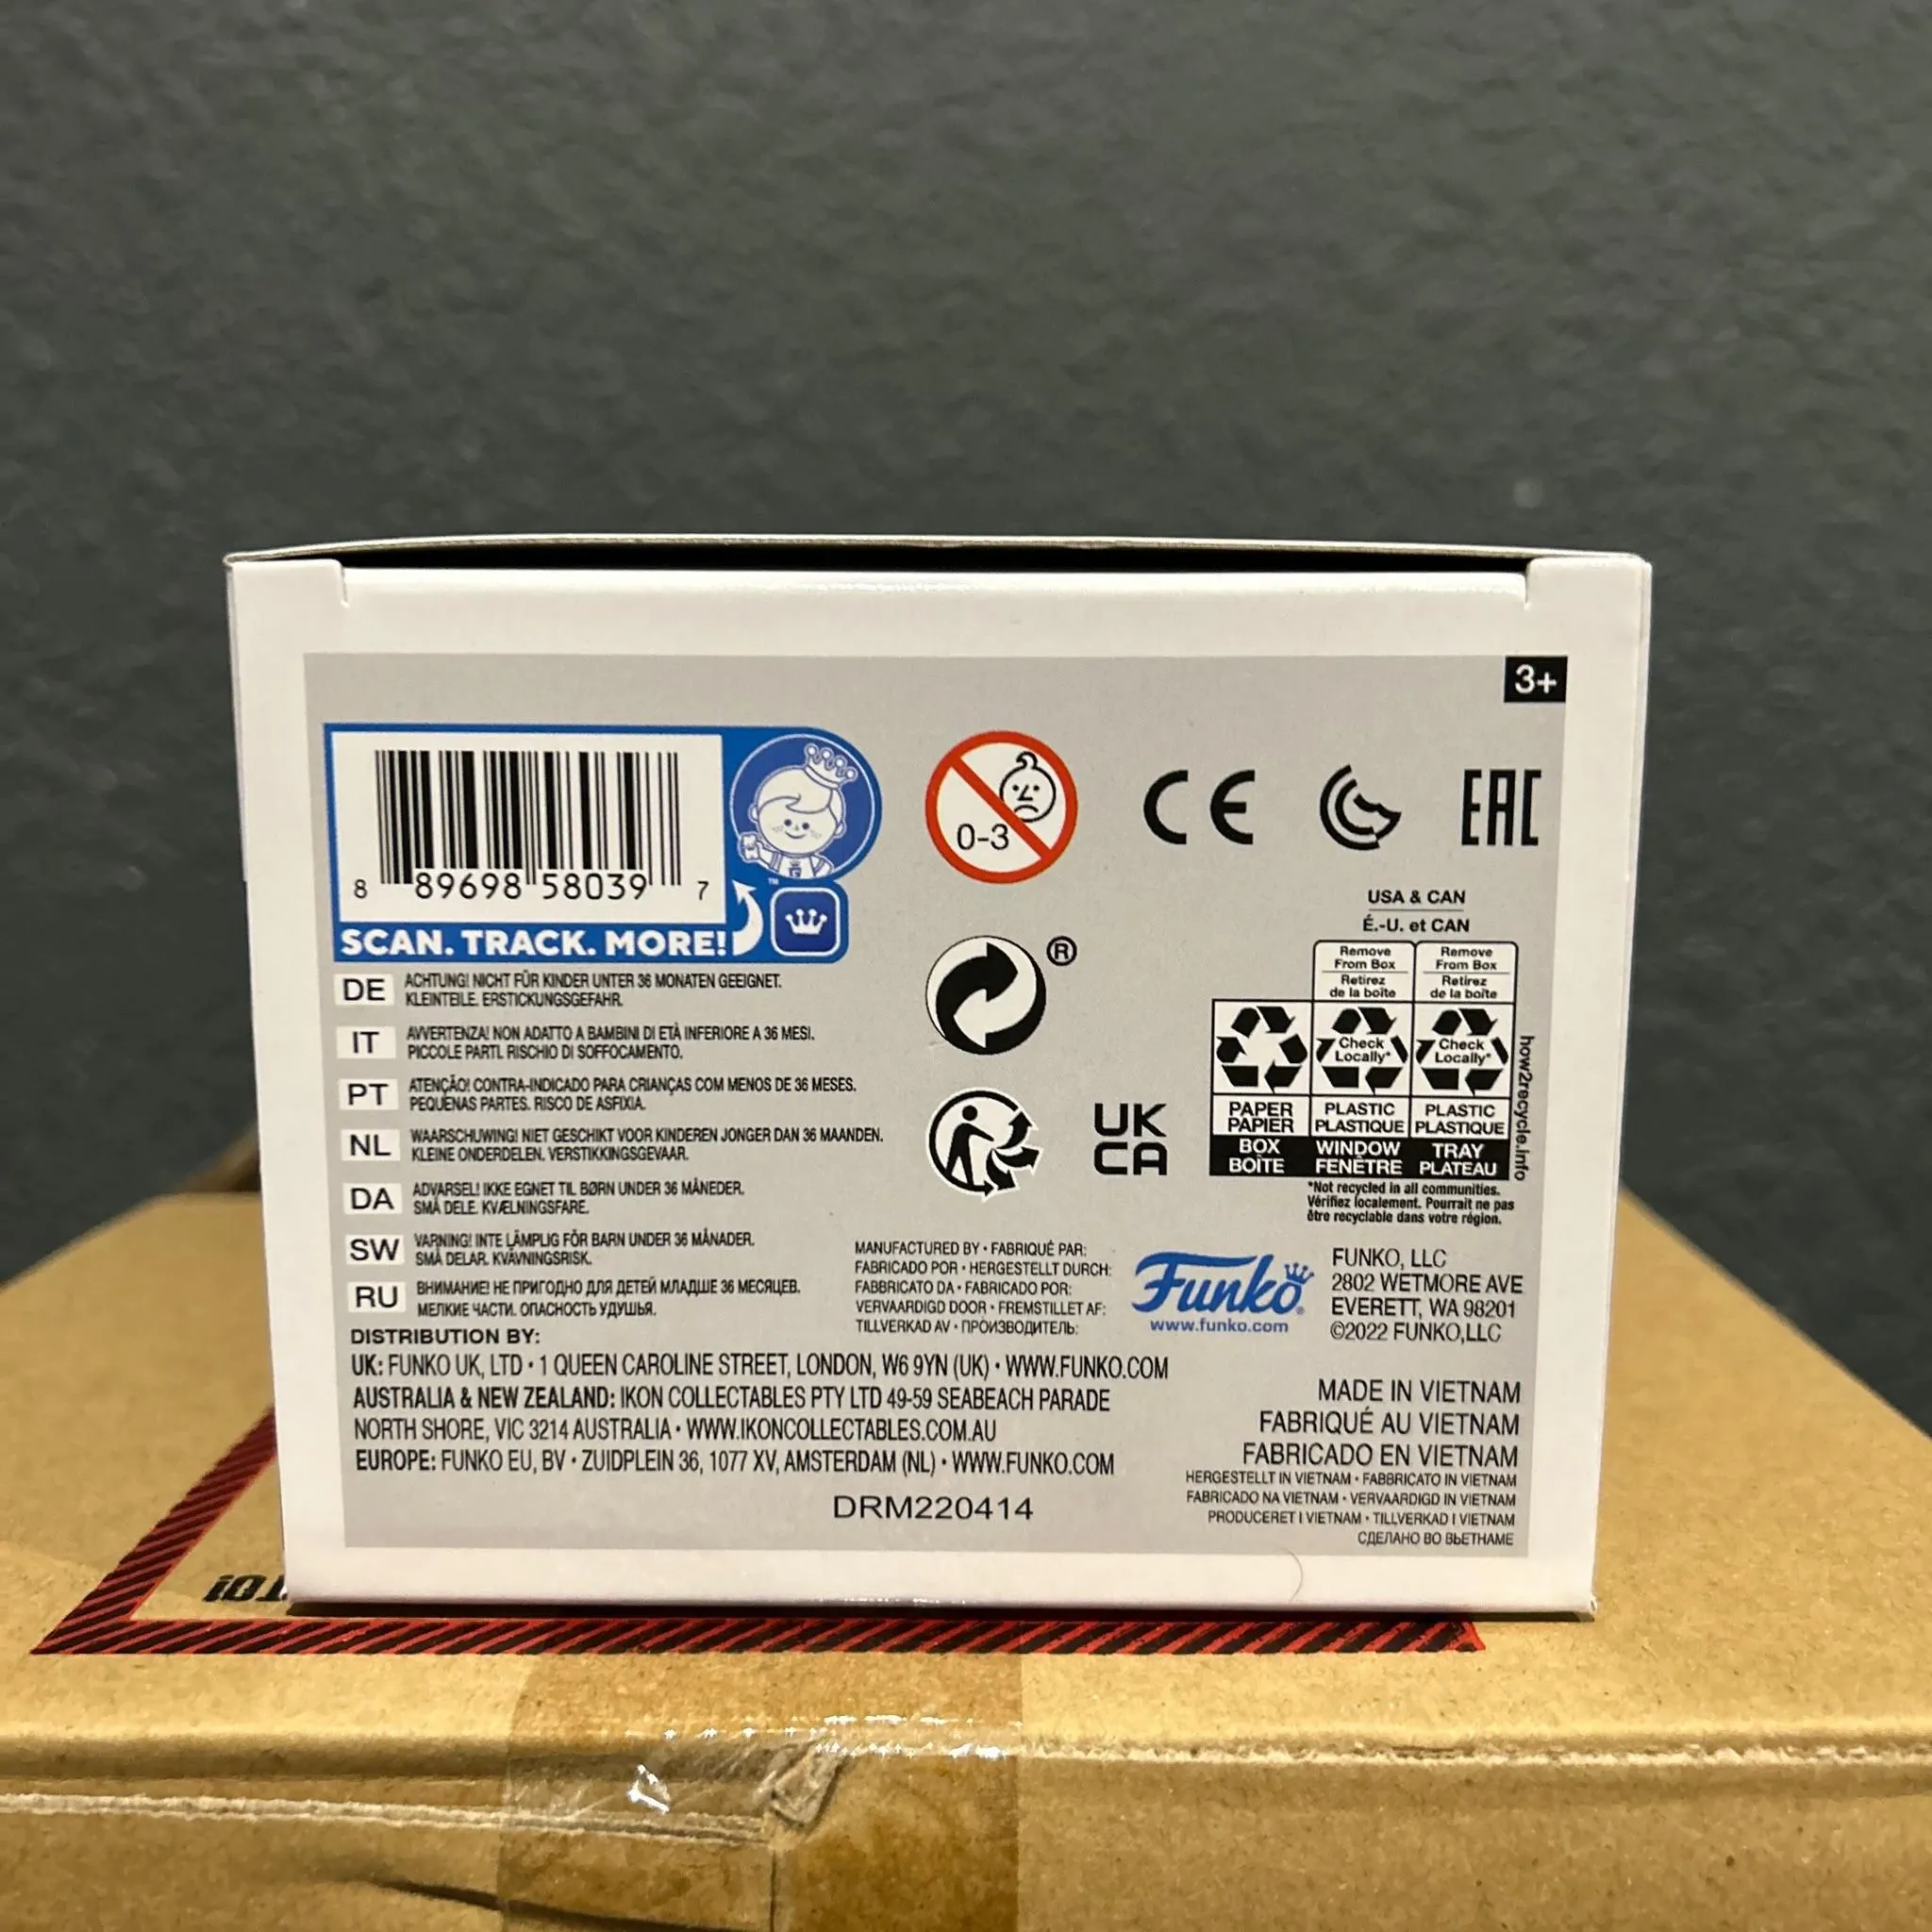 3+
8 89698 58039 7
™
SCAN. TRACK. MORE!
0-3
CE
EAC
®
UK
CA
USA & CAN
É.-U. et CAN
Remove
From Box
Retirez
de la boîte
Remove
From Box
Retirez
de la boîte
Check
Locally*
Check
Locally*
PAPER
PAPIER
PLASTIC
PLASTIQUE
PLASTIC
PLASTIQUE
BOX
BOÎTE
WINDOW
FENÊTRE
TRAY
PLATEAU
how2recycle.info
*Not recycled in all communities.
Vérifiez localement. Pourrait ne pas
être recyclable dans votre région.
DE ACHTUNG! NICHT FÜR KINDER UNTER 36 MONATEN GEEIGNET.
KLEINTEILE. ERSTICKUNGSGEFAHR.
IT AVVERTENZA! NON ADATTO A BAMBINI DI ETÀ INFERIORE A 36 MESI.
PICCOLE PARTI. RISCHIO DI SOFFOCAMENTO.
PT ATENÇÃO! CONTRA-INDICADO PARA CRIANÇAS COM MENOS DE 36 MESES.
PEQUENAS PARTES. RISCO DE ASFIXIA.
NL WAARSCHUWING! NIET GESCHIKT VOOR KINDEREN JONGER DAN 36 MAANDEN.
KLEINE ONDERDELEN. VERSTIKKINGSGEVAAR.
DA ADVARSEL! IKKE EGNET TIL BØRN UNDER 36 MÅNEDER.
SMÅ DELE. KVÆLNINGSFARE.
SW VARNING! INTE LÄMPLIG FÖR BARN UNDER 36 MÅNADER.
SMÅ DELAR. KVÄVNINGSRISK.
RU ВНИМАНИЕ! НЕ ПРИГОДНО ДЛЯ ДЕТЕЙ МЛАДШЕ 36 МЕСЯЦЕВ.
МЕЛКИЕ ЧАСТИ. ОПАСНОСТЬ УДУШЬЯ.
MANUFACTURED BY • FABRIQUÉ PAR:
FABRICADO POR • HERGESTELLT DURCH:
FABBRICATO DA • FABRICADO POR:
VERVAARDIGD DOOR • FREMSTILLET AF:
TILLVERKAD AV • ПРОИЗВОДИТЕЛЬ:
Funko®
www.funko.com
FUNKO, LLC
2802 WETMORE AVE
EVERETT, WA 98201
©2022 FUNKO,LLC
DISTRIBUTION BY:
UK: FUNKO UK, LTD • 1 QUEEN CAROLINE STREET, LONDON, W6 9YN (UK) • WWW.FUNKO.COM
AUSTRALIA & NEW ZEALAND: IKON COLLECTABLES PTY LTD 49-59 SEABEACH PARADE
NORTH SHORE, VIC 3214 AUSTRALIA • WWW.IKONCOLLECTABLES.COM.AU
EUROPE: FUNKO EU, BV • ZUIDPLEIN 36, 1077 XV, AMSTERDAM (NL) • WWW.FUNKO.COM
DRM220414
MADE IN VIETNAM
FABRIQUÉ AU VIETNAM
FABRICADO EN VIETNAM
HERGESTELLT IN VIETNAM • FABBRICATO IN VIETNAM
FABRICADO NA VIETNAM • VERVAARDIGD IN VIETNAM
PRODUCERET I VIETNAM • TILLVERKAD I VIETNAM
СДЕЛАНО ВО ВЬЕТНАМЕ